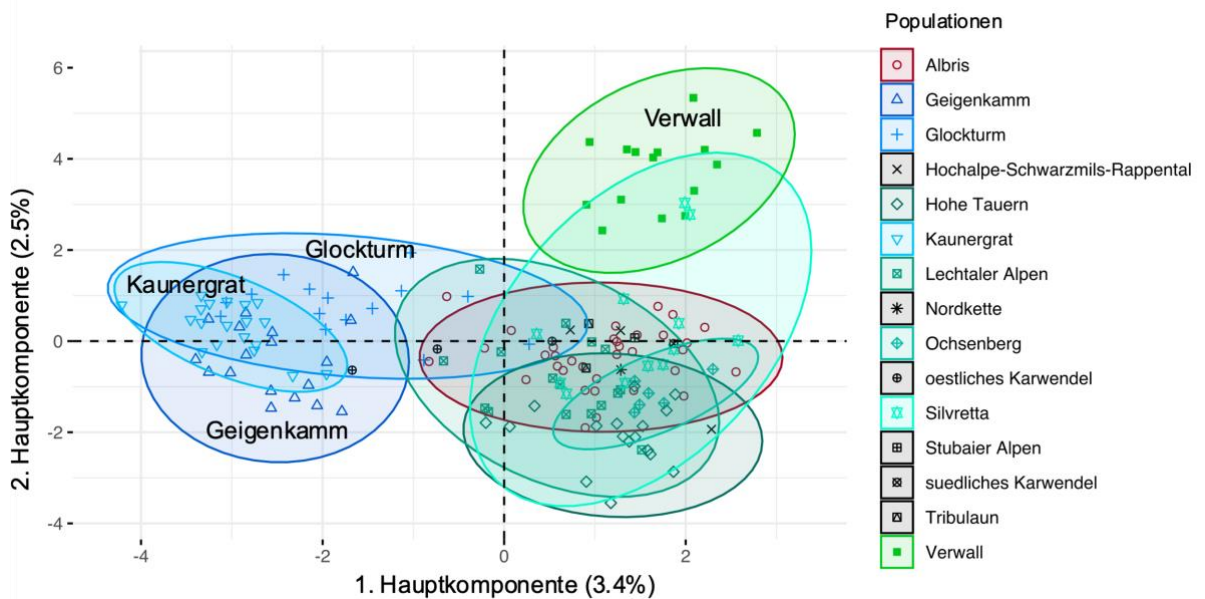 Populationen
Albris
Geigenkamm
Glockturm
Hochalpe-Schwarzmils-Rappental
Hohe Tauern
Kaunergrat
Lechtaler Alpen
Nordkette
Ochsenberg
oestliches Karwendel
Silvretta
Stubaier Alpen
suedliches Karwendel
Tribulaun
Verwall
6
4
2
0
-2
-4
2. Hauptkomponente (2.5%)
Verwall
Glockturm
Kaunergrat
Geigenkamm
-4
-2
0
2
1. Hauptkomponente (3.4%)